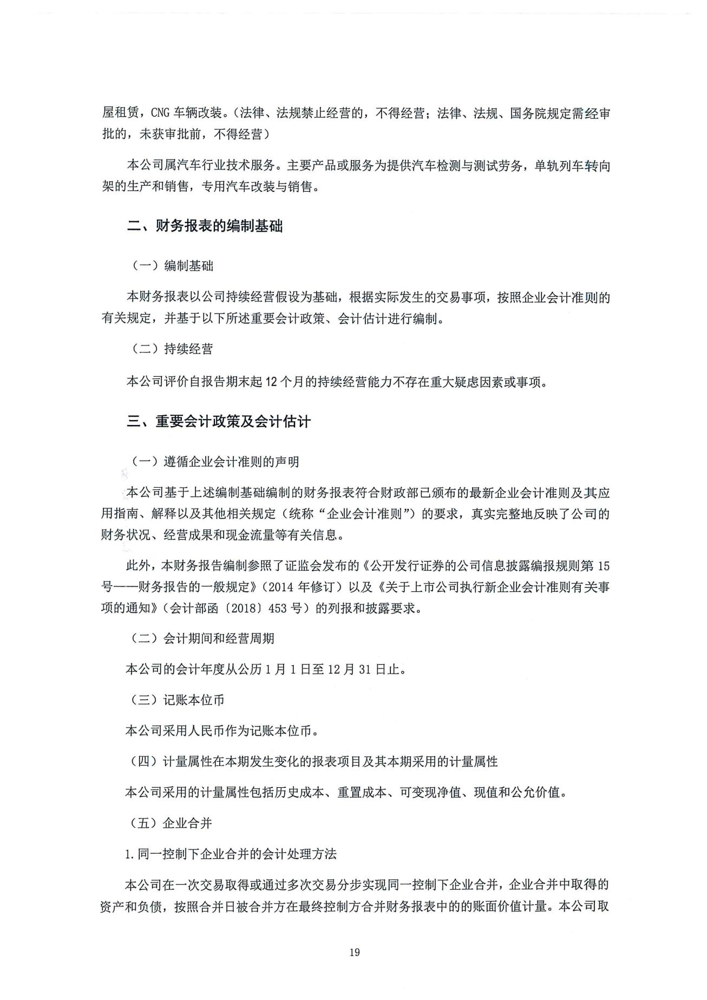 屋租赁，CNG 车辆改装。（法律、法规禁止经营的，不得经营；法律、法规、国务院规定需经审
批的，未获审批前，不得经营）
本公司属汽车行业技术服务。主要产品或服务为提供汽车检测与测试劳务，单轨列车转向
架的生产和销售，专用汽车改装与销售。
二、财务报表的编制基础
（一）编制基础
本财务报表以公司持续经营假设为基础，根据实际发生的交易事项，按照企业会计准则的
有关规定，并基于以下所述重要会计政策、会计估计进行编制。
（二）持续经营
本公司评价自报告期末起 12 个月的持续经营能力不存在重大疑虑因素或事项。
三、重要会计政策及会计估计
（一）遵循企业会计准则的声明
本公司基于上述编制基础编制的财务报表符合财政部已颁布的最新企业会计准则及其应
用指南、解释以及其他相关规定（统称“企业会计准则”）的要求，真实完整地反映了公司的
财务状况、经营成果和现金流量等有关信息。
此外，本财务报告编制参照了证监会发布的《公开发行证券的公司信息披露编报规则第 15
号——财务报告的一般规定》（2014 年修订）以及《关于上市公司执行新企业会计准则有关事
项的通知》（会计部函〔2018〕453 号）的列报和披露要求。
（二）会计期间和经营周期
本公司的会计年度从公历 1 月 1 日至 12 月 31 日止。
（三）记账本位币
本公司采用人民币作为记账本位币。
（四）计量属性在本期发生变化的报表项目及其本期采用的计量属性
本公司采用的计量属性包括历史成本、重置成本、可变现净值、现值和公允价值。
（五）企业合并
1.同一控制下企业合并的会计处理方法
本公司在一次交易取得或通过多次交易分步实现同一控制下企业合并，企业合并中取得的
资产和负债，按照合并日被合并方在最终控制方合并财务报表中的的账面价值计量。本公司取
19